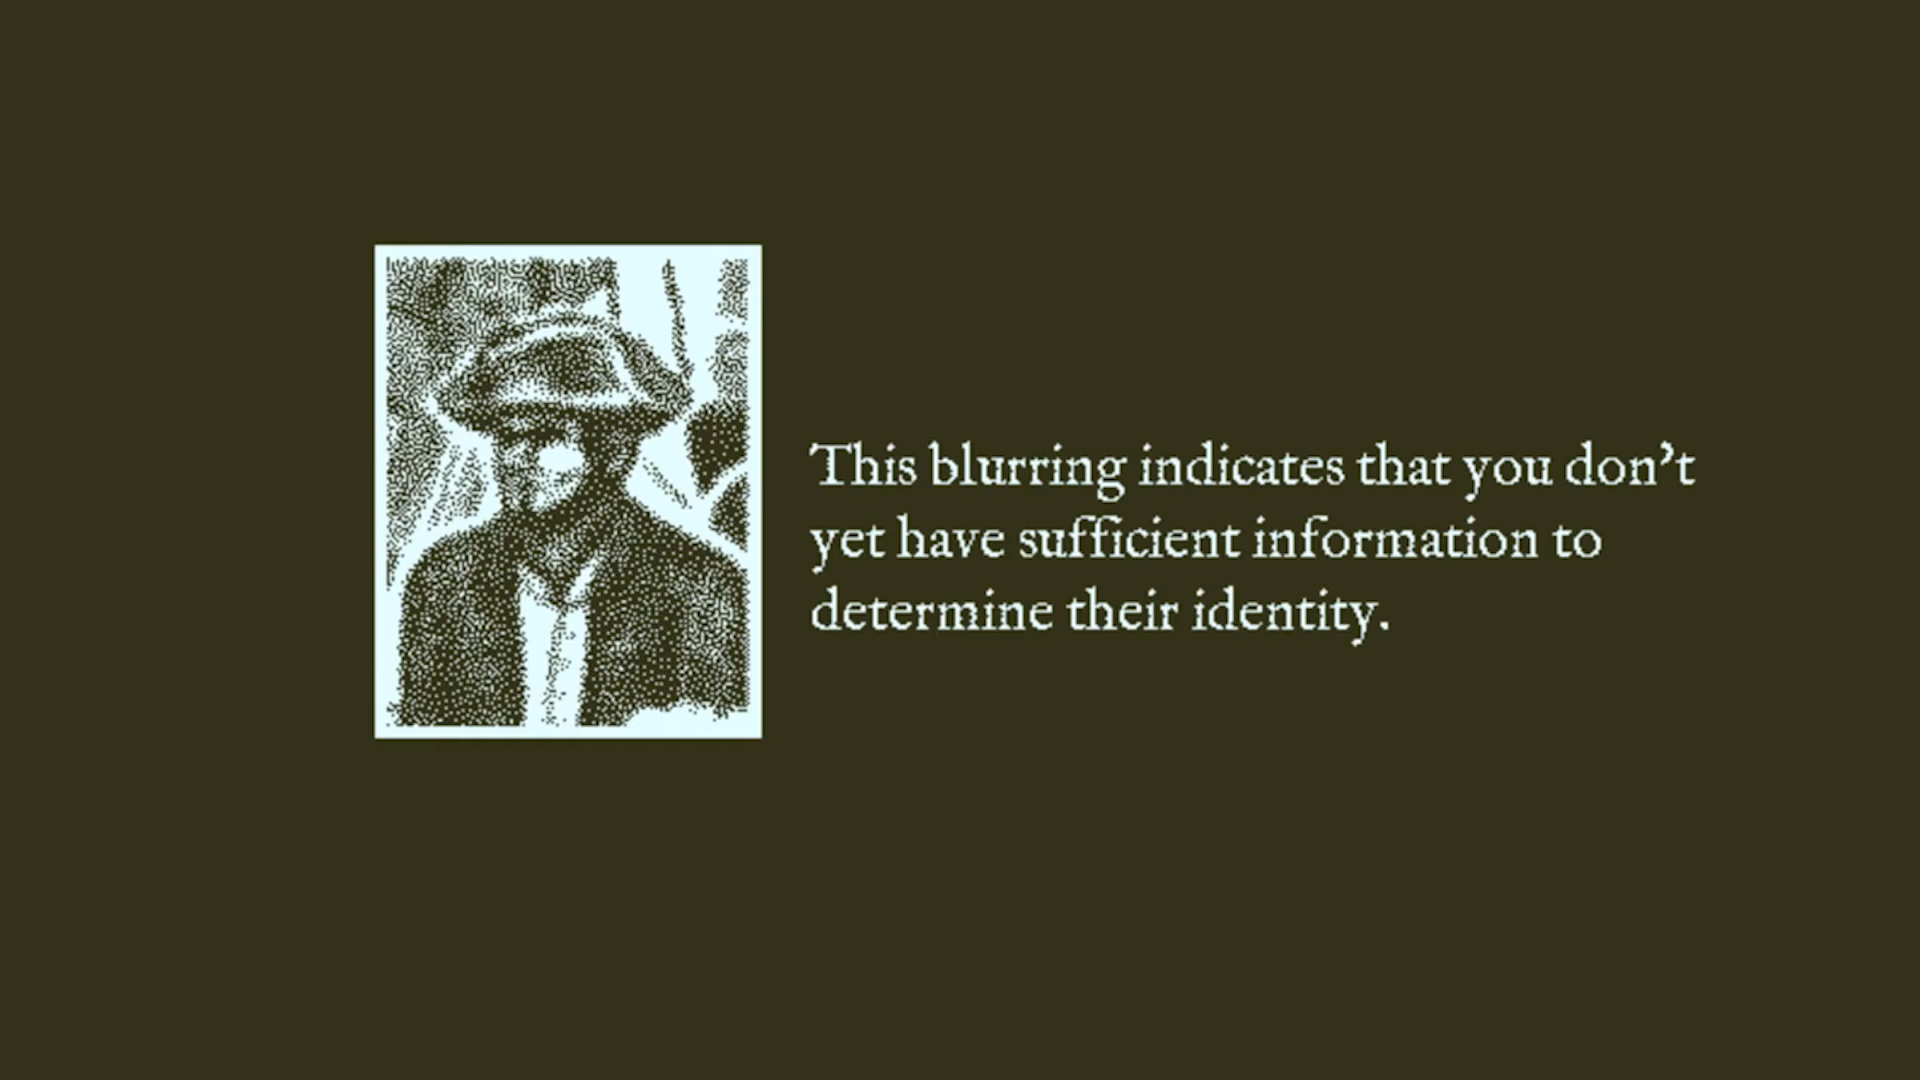 This blurring indicates that you don’t
yet have sufficient information to
determine their identity.